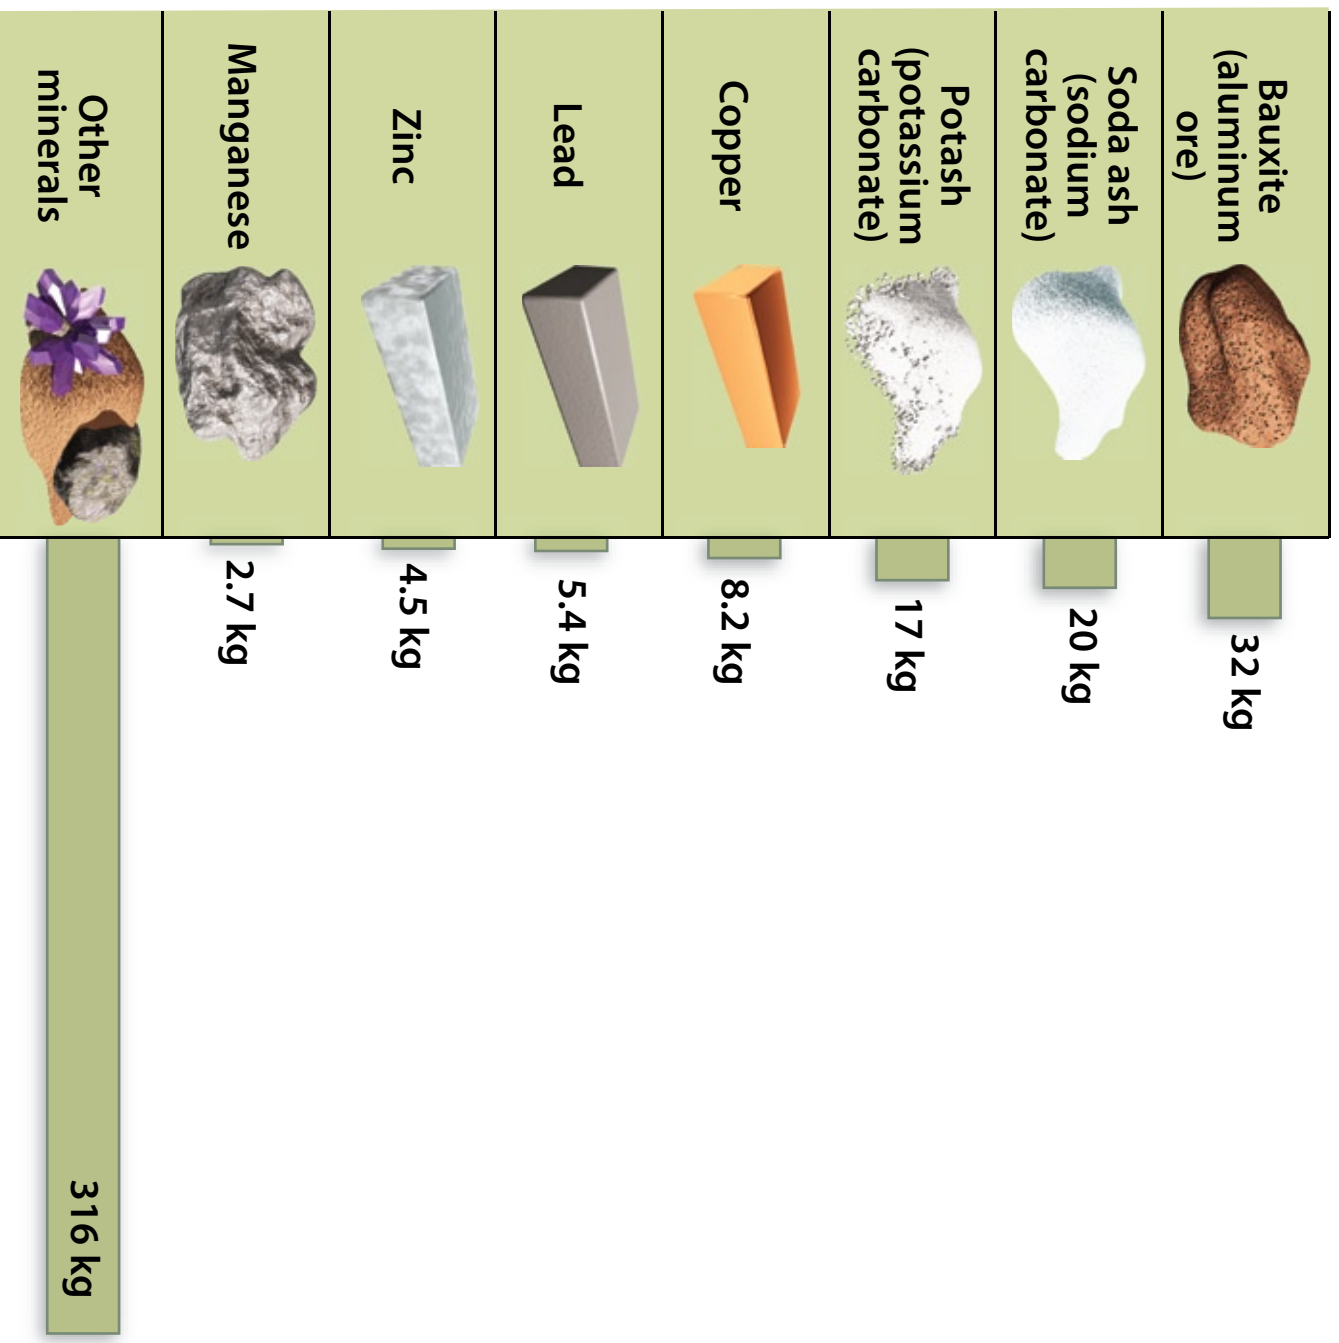 Bauxite
(aluminum
ore)
32 kg
Soda ash
(sodium
carbonate)
20 kg
Potash
(potassium
carbonate)
17 kg
Copper
8.2 kg
Lead
5.4 kg
Zinc
4.5 kg
Manganese
2.7 kg
Other
minerals
316 kg